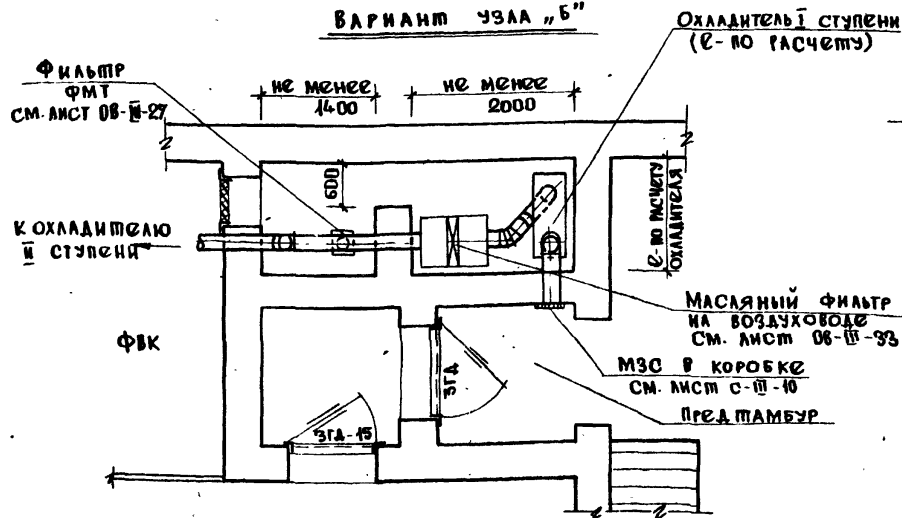 ВАРИАНТ УЗЛА „Б"
ОХЛАДИТЕЛЬ I СТУПЕНИ
(ℓ-ПО РАСЧЕТУ)
ФИЛЬТР
ФМТ
СМ. ЛИСТ ОВ-III-27
НЕ МЕНЕЕ
1400
НЕ МЕНЕЕ
2000
600
ℓ-ПО РАСЧЕТУ
ОХЛАДИТЕЛЯ
К ОХЛАДИТЕЛЮ
II СТУПЕНИ
МАСЛЯНЫЙ ФИЛЬТР
НА ВОЗДУХОВОДЕ
СМ. ЛИСТ ОВ-III-33
ФВК
МЗС В КОРОБКЕ
СМ. ЛИСТ С-III-10
ЗГД
ПРЕДТАМБУР
ЗГД-15